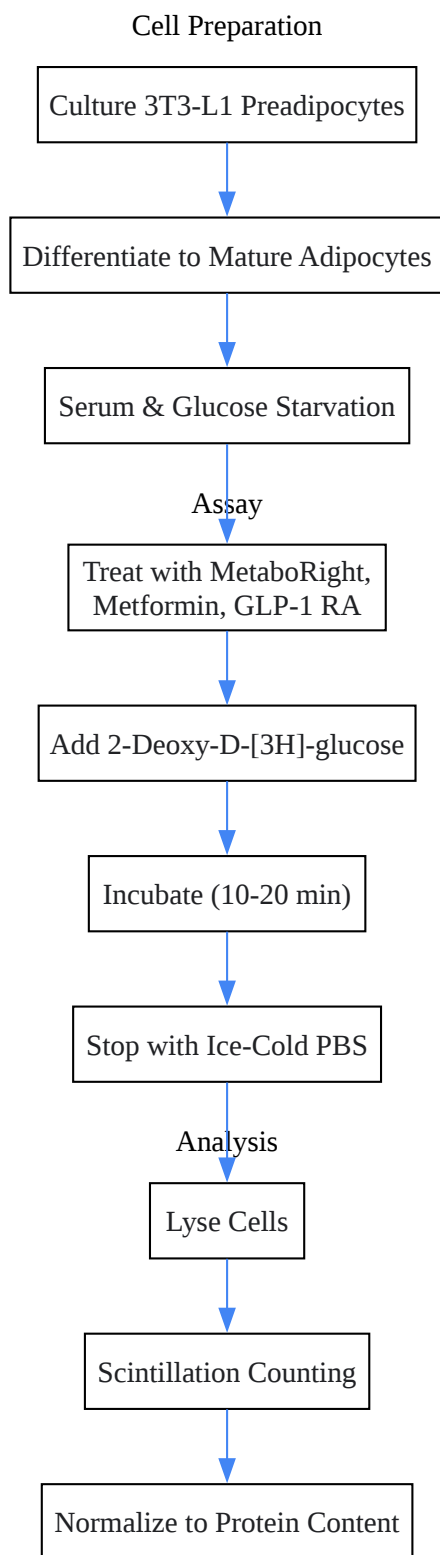 Cell Preparation
Culture 3T3-L1 Preadipocytes
Differentiate to Mature Adipocytes
Serum & Glucose Starvation
Assay
Treat with MetaboRight,
Metformin, GLP-1 RA
Add 2-Deoxy-D-[3H]-glucose
Incubate (10-20 min)
Stop with Ice-Cold PBS
Analysis
Lyse Cells
Scintillation Counting
Normalize to Protein Content